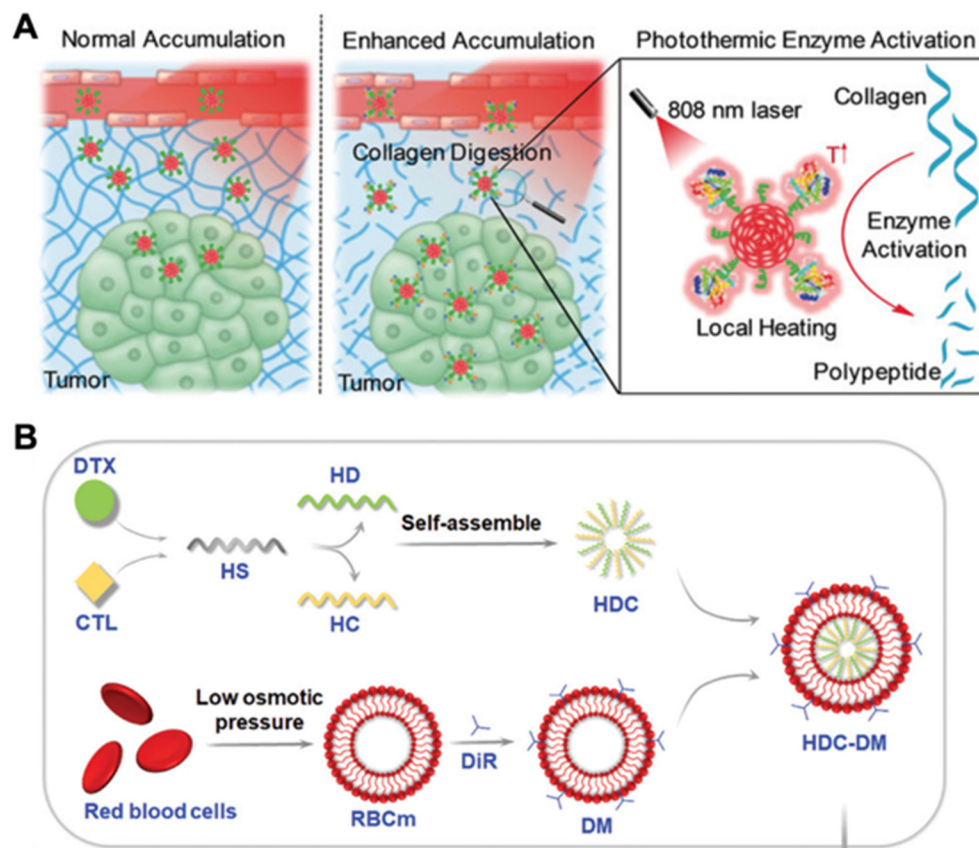 A
Normal Accumulation
Enhanced Accumulation
Photothermic Enzyme Activation
Collagen Digestion
Tumor
Tumor
808 nm laser
T↑
Collagen
Enzyme
Activation
Local Heating
Polypeptide
B
DTX
CTL
HS
HD
HC
Self-assemble
HDC
Red blood cells
Low osmotic
pressure
RBCm
DiR
DM
HDC-DM